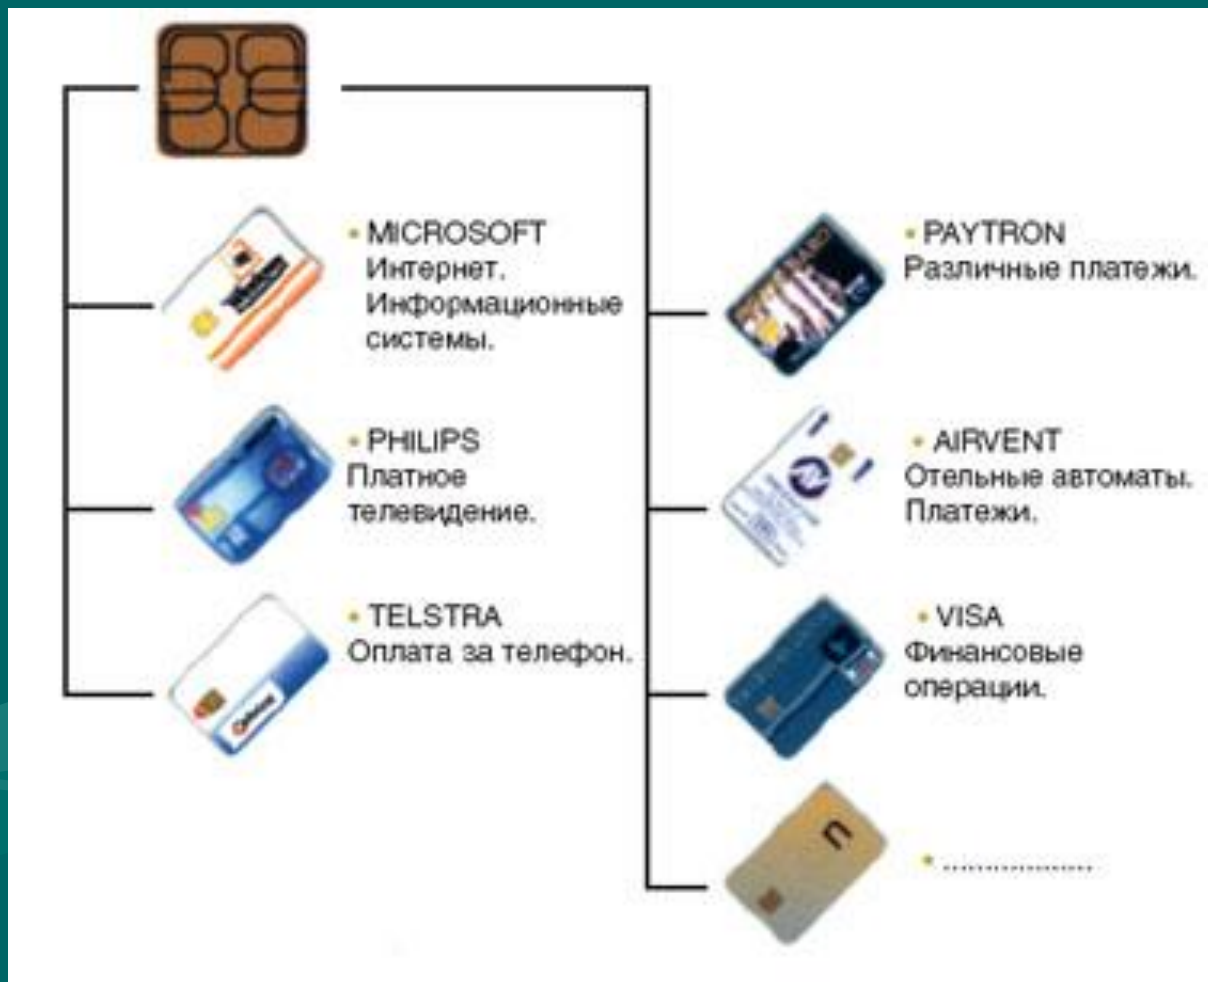 • MICROSOFT
Интернет.
Информационные
системы.
• PHILIPS
Платное
телевидение.
• TELSTRA
Оплата за телефон.
• PAYTRON
Различные платежи.
• AIRVENT
Отельные автоматы.
Платежи.
• VISA
Финансовые
операции.
• ..................